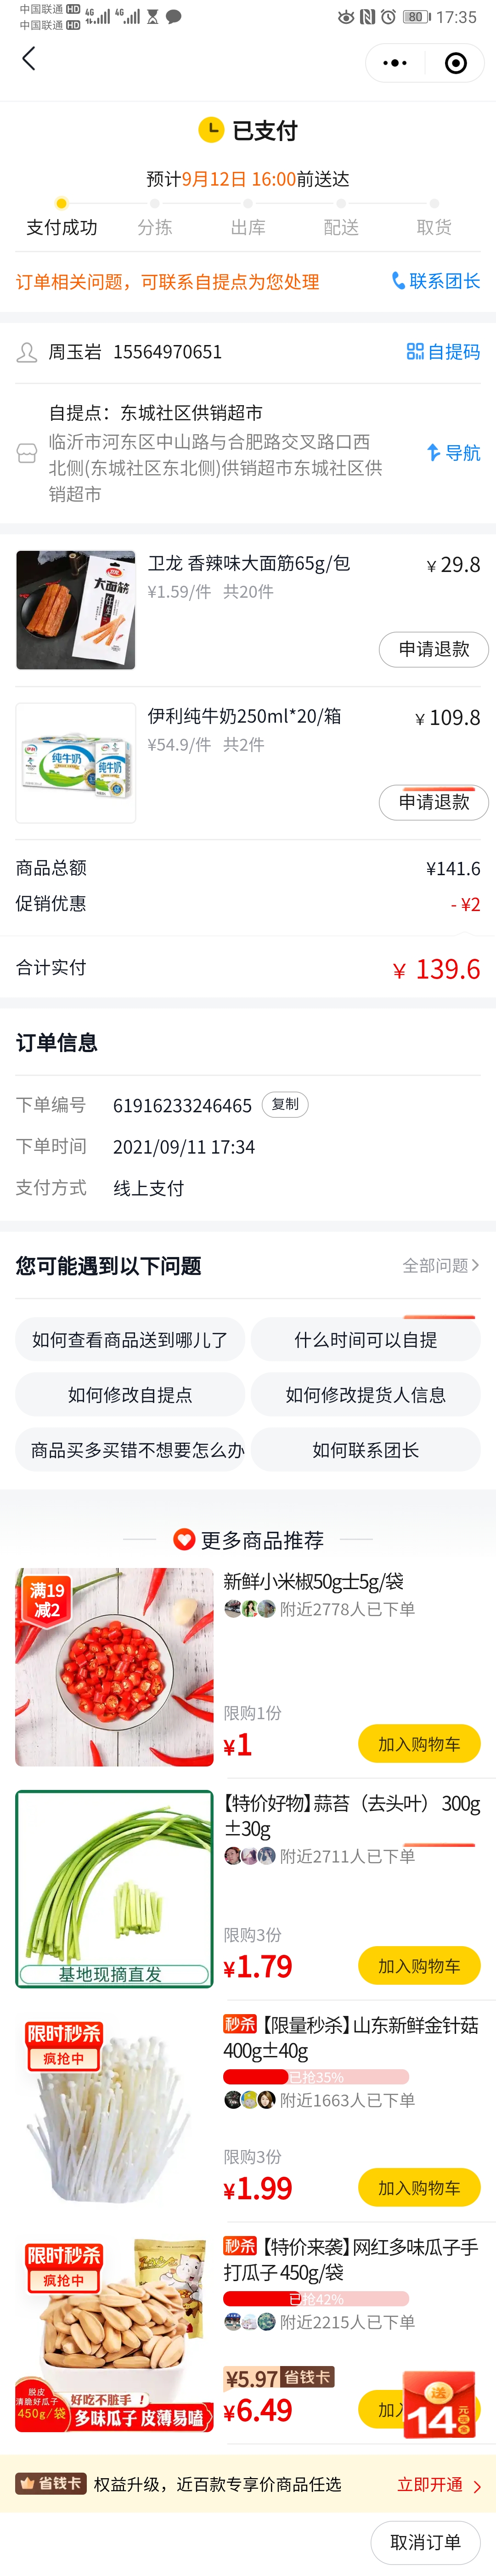 中国联通 HD 4G 4G 80 17:35
中国联通 HD
已支付
预计9月12日 16:00前送达
支付成功 分拣 出库 配送 取货
订单相关问题，可联系自提点为您处理 联系团长
周玉岩 15564970651 自提码
自提点：东城社区供销超市
临沂市河东区中山路与合肥路交叉路口西
北侧(东城社区东北侧)供销超市东城社区供
销超市
导航
卫龙 香辣味大面筋65g/包 ¥ 29.8
¥1.59/件 共20件
大面筋
申请退款
伊利纯牛奶250ml*20/箱 ¥ 109.8
¥54.9/件 共2件
纯牛奶 纯牛奶
申请退款
商品总额 ¥141.6
促销优惠 - ¥2
合计实付 ¥ 139.6
订单信息
下单编号 61916233246465 复制
下单时间 2021/09/11 17:34
支付方式 线上支付
您可能遇到以下问题 全部问题
如何查看商品送到哪儿了 什么时间可以自提
如何修改自提点 如何修改提货人信息
商品买多买错不想要怎么办 如何联系团长
更多商品推荐
满19
减2
新鲜小米椒50g士5g/袋
附近2778人已下单
限购1份
¥1 加入购物车
【特价好物】蒜苔（去头叶） 300g
±30g
附近2711人已下单
限购3份
¥1.79 加入购物车
基地现摘直发
限时秒杀
疯抢中
秒杀【限量秒杀】山东新鲜金针菇
400g±40g
已抢35%
附近1663人已下单
限购3份
¥1.99 加入购物车
限时秒杀
疯抢中
秒杀【特价来袭】网红多味瓜子手
打瓜子 450g/袋
已抢42%
附近2215人已下单
¥5.97 省钱卡
¥6.49 加入
脱皮
清脆好瓜子
450g/袋
好吃不脏手！
多味瓜子 皮薄易嗑
送
14元
省钱卡 权益升级，近百款专享价商品任选 立即开通
取消订单